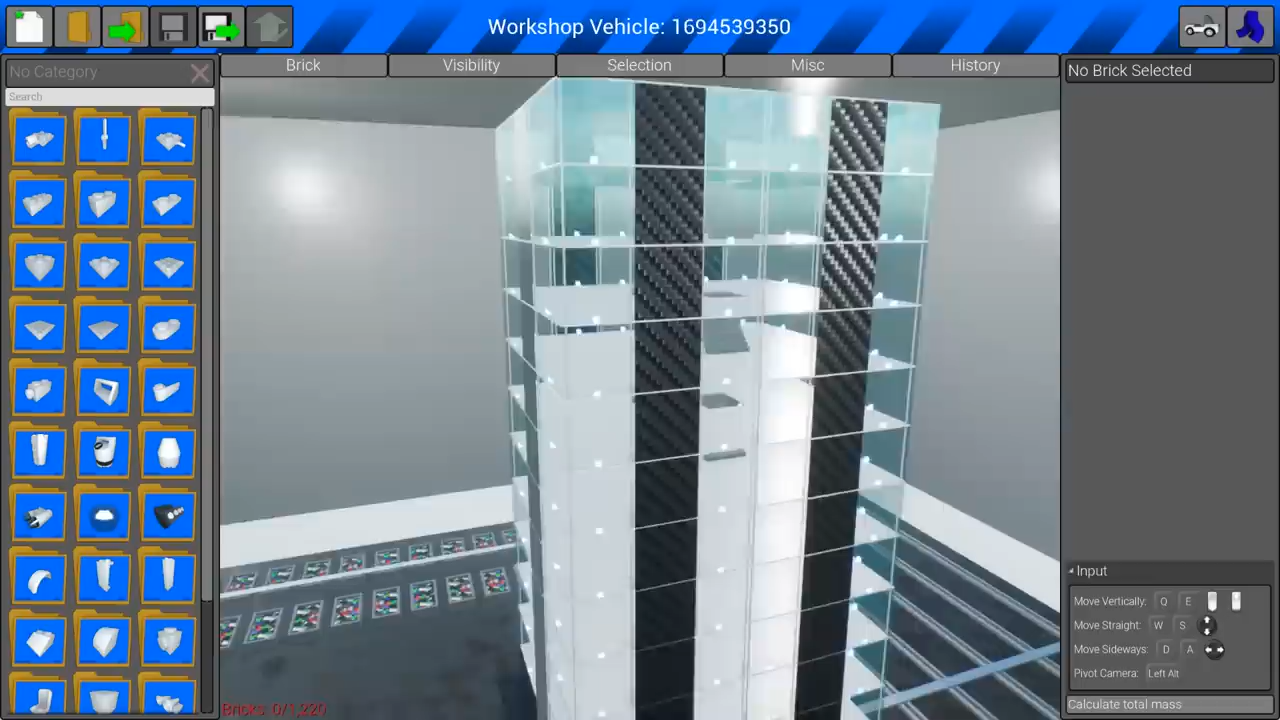 Workshop Vehicle: 1694539350
No Category
Search
Brick
Visibility
Selection
Misc
History
No Brick Selected
Bricks: 0/1,220
Input
Move Vertically: Q E
Move Straight: W S
Move Sideways: D A
Pivot Camera: Left Alt
Calculate total mass